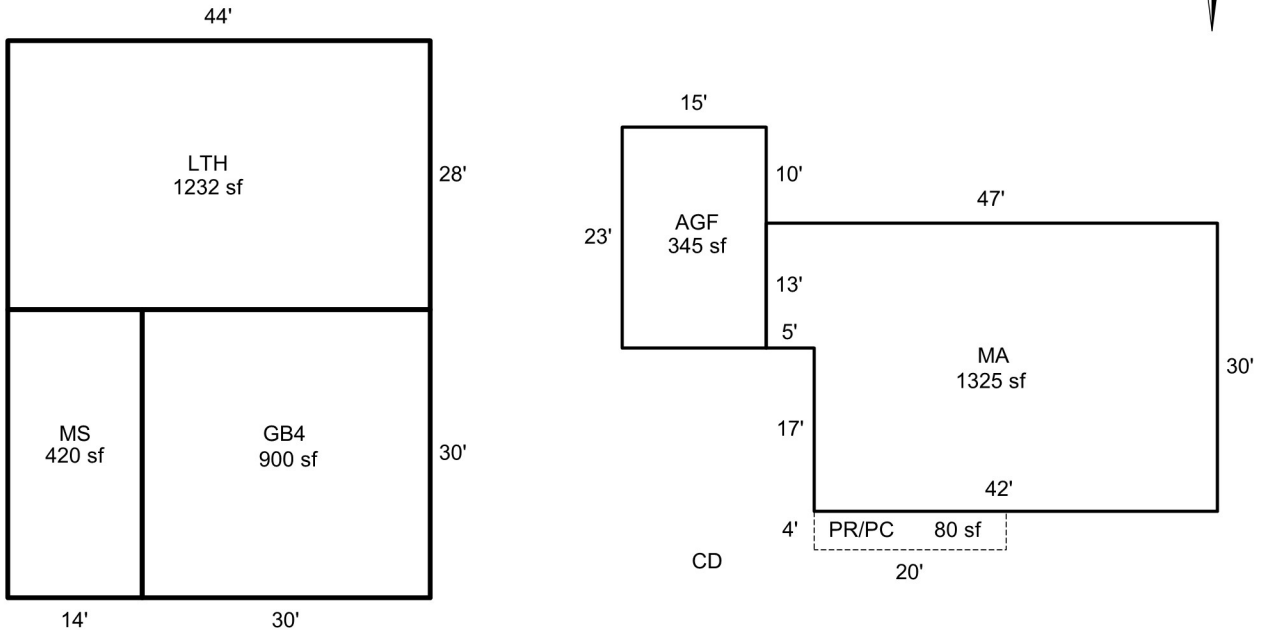 44'
LTH
1232 sf
28'
MS
420 sf
GB4
900 sf
30'
14'
30'
15'
10'
AGF
345 sf
23'
47'
13'
5'
MA
1325 sf
30'
17'
42'
4'
PR/PC 80 sf
20'
CD